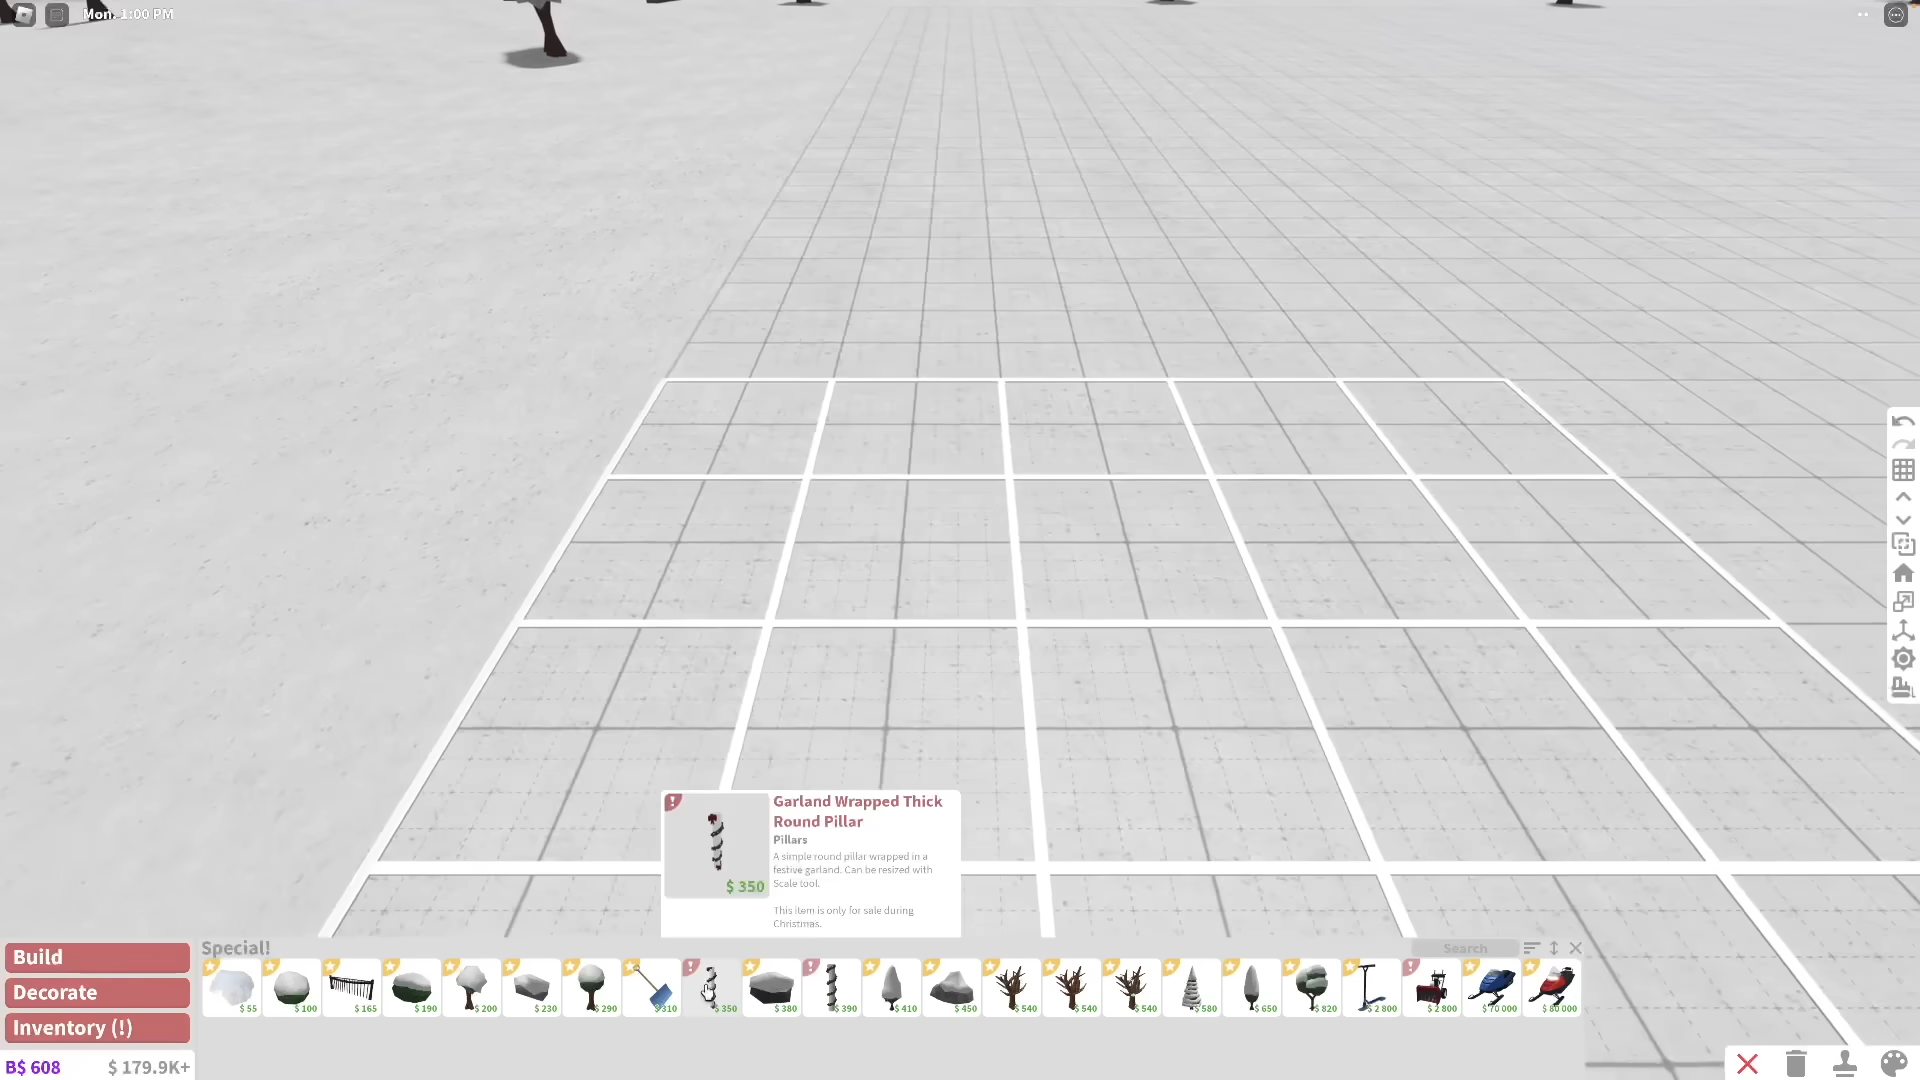 Mon. 1:00 PM
Garland Wrapped Thick
Round Pillar
Pillars
A simple round pillar wrapped in a
festive garland. Can be resized with
Scale tool.
This item is only for sale during
Christmas.
$ 350
Special!
Search
Build
Decorate
Inventory (!)
B$ 608 $ 179.9K+
$ 55 $ 100 $ 165 $ 190 $ 200 $ 230 $ 290 $ 310 $ 350 $ 380 $ 390 $ 410 $ 450 $ 540 $ 540 $ 540 $ 580 $ 650 $ 820 $ 2 800 $ 2 800 $ 70 000 $ 80 000